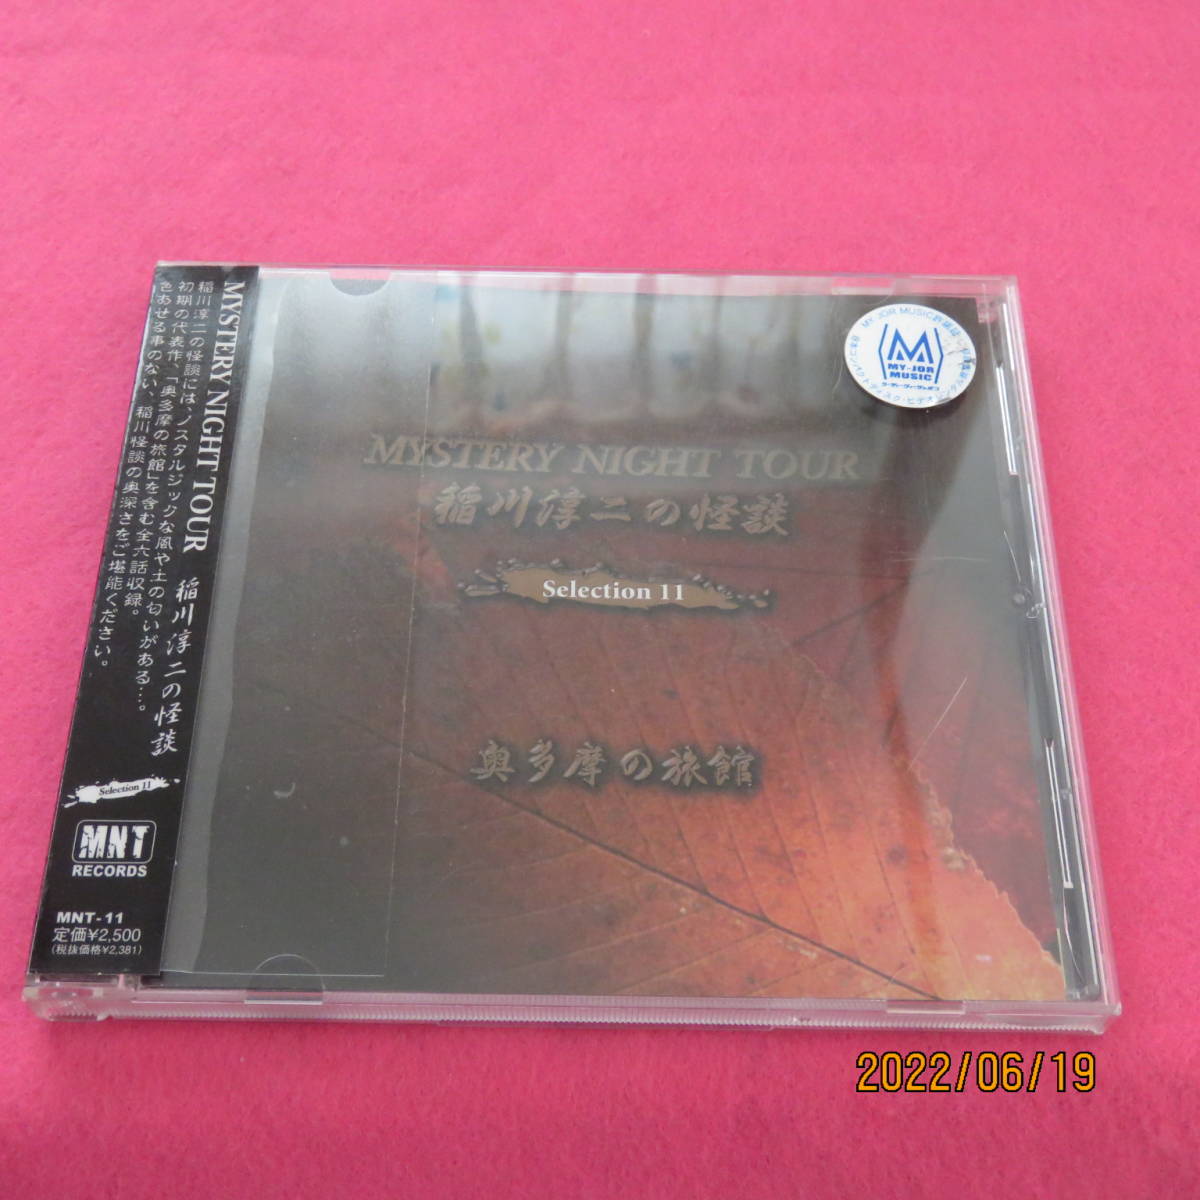 MYSTERY NIGHT TOUR 稲川淳二の怪談
稲川淳二の怪談には、ノスタルジックな風や土の匂いがある…。
初期の代表作、「奥多摩の旅館」を含む全六話収録。
色あせる事のない、稲川怪談の奥深さをご堪能ください。
Selection 11
MNT
RECORDS
MNT-11
定価¥2,500
(税抜価格¥2,381)
MYSTERY NIGHT TOUR
稲川淳二の怪談
Selection 11
奥多摩の旅館
MY JOR MUSIC
M
MY-JOR
MUSIC
2022/06/19